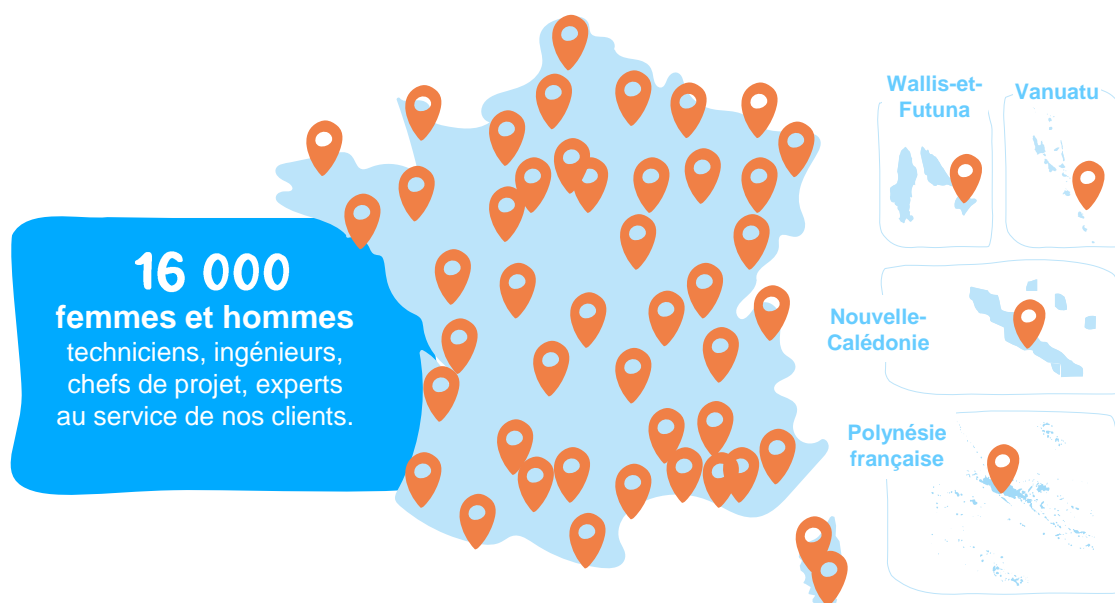 16 000
femmes et hommes
techniciens, ingénieurs,
chefs de projet, experts
au service de nos clients.
Wallis-et-
Futuna
Vanuatu
Nouvelle-
Calédonie
Polynésie
française